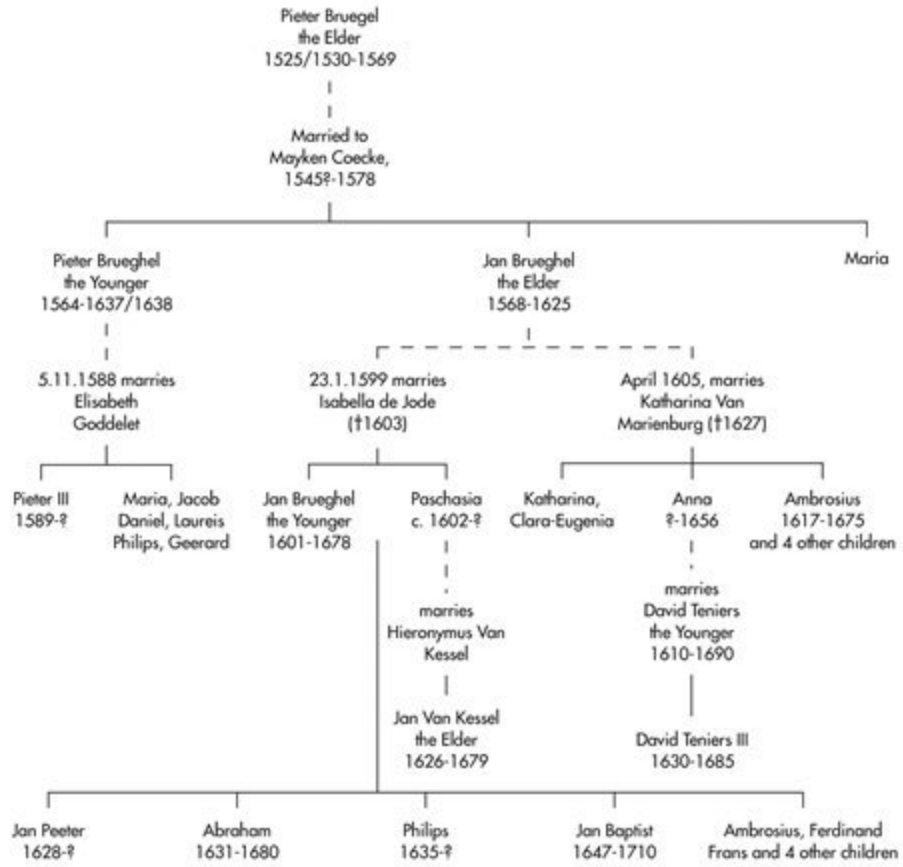 Pieter Bruegel
the Elder
1525/1530-1569
Married to
Mayken Coecke,
1545?-1578
Pieter Brueghel
the Younger
1564-1637/1638
Jan Brueghel
the Elder
1568-1625
Maria
5.11.1588 marries
Elisabeth
Goddelet
23.1.1599 marries
Isabella de Jode
(†1603)
April 1605, marries
Katharina Van
Marienburg (†1627)
Pieter III
1589-?
Maria, Jacob
Daniel, Laureis
Philips, Geerard
Jan Brueghel
the Younger
1601-1678
Paschasia
c. 1602-?
Katharina,
Clara-Eugenia
Anna
?-1656
Ambrosius
1617-1675
and 4 other children
marries
Hieronymus Van
Kessel
marries
David Teniers
the Younger
1610-1690
Jan Van Kessel
the Elder
1626-1679
David Teniers III
1630-1685
Jan Peeter
1628-?
Abraham
1631-1680
Philips
1635-?
Jan Baptist
1647-1710
Ambrosius, Ferdinand
Frans and 4 other children